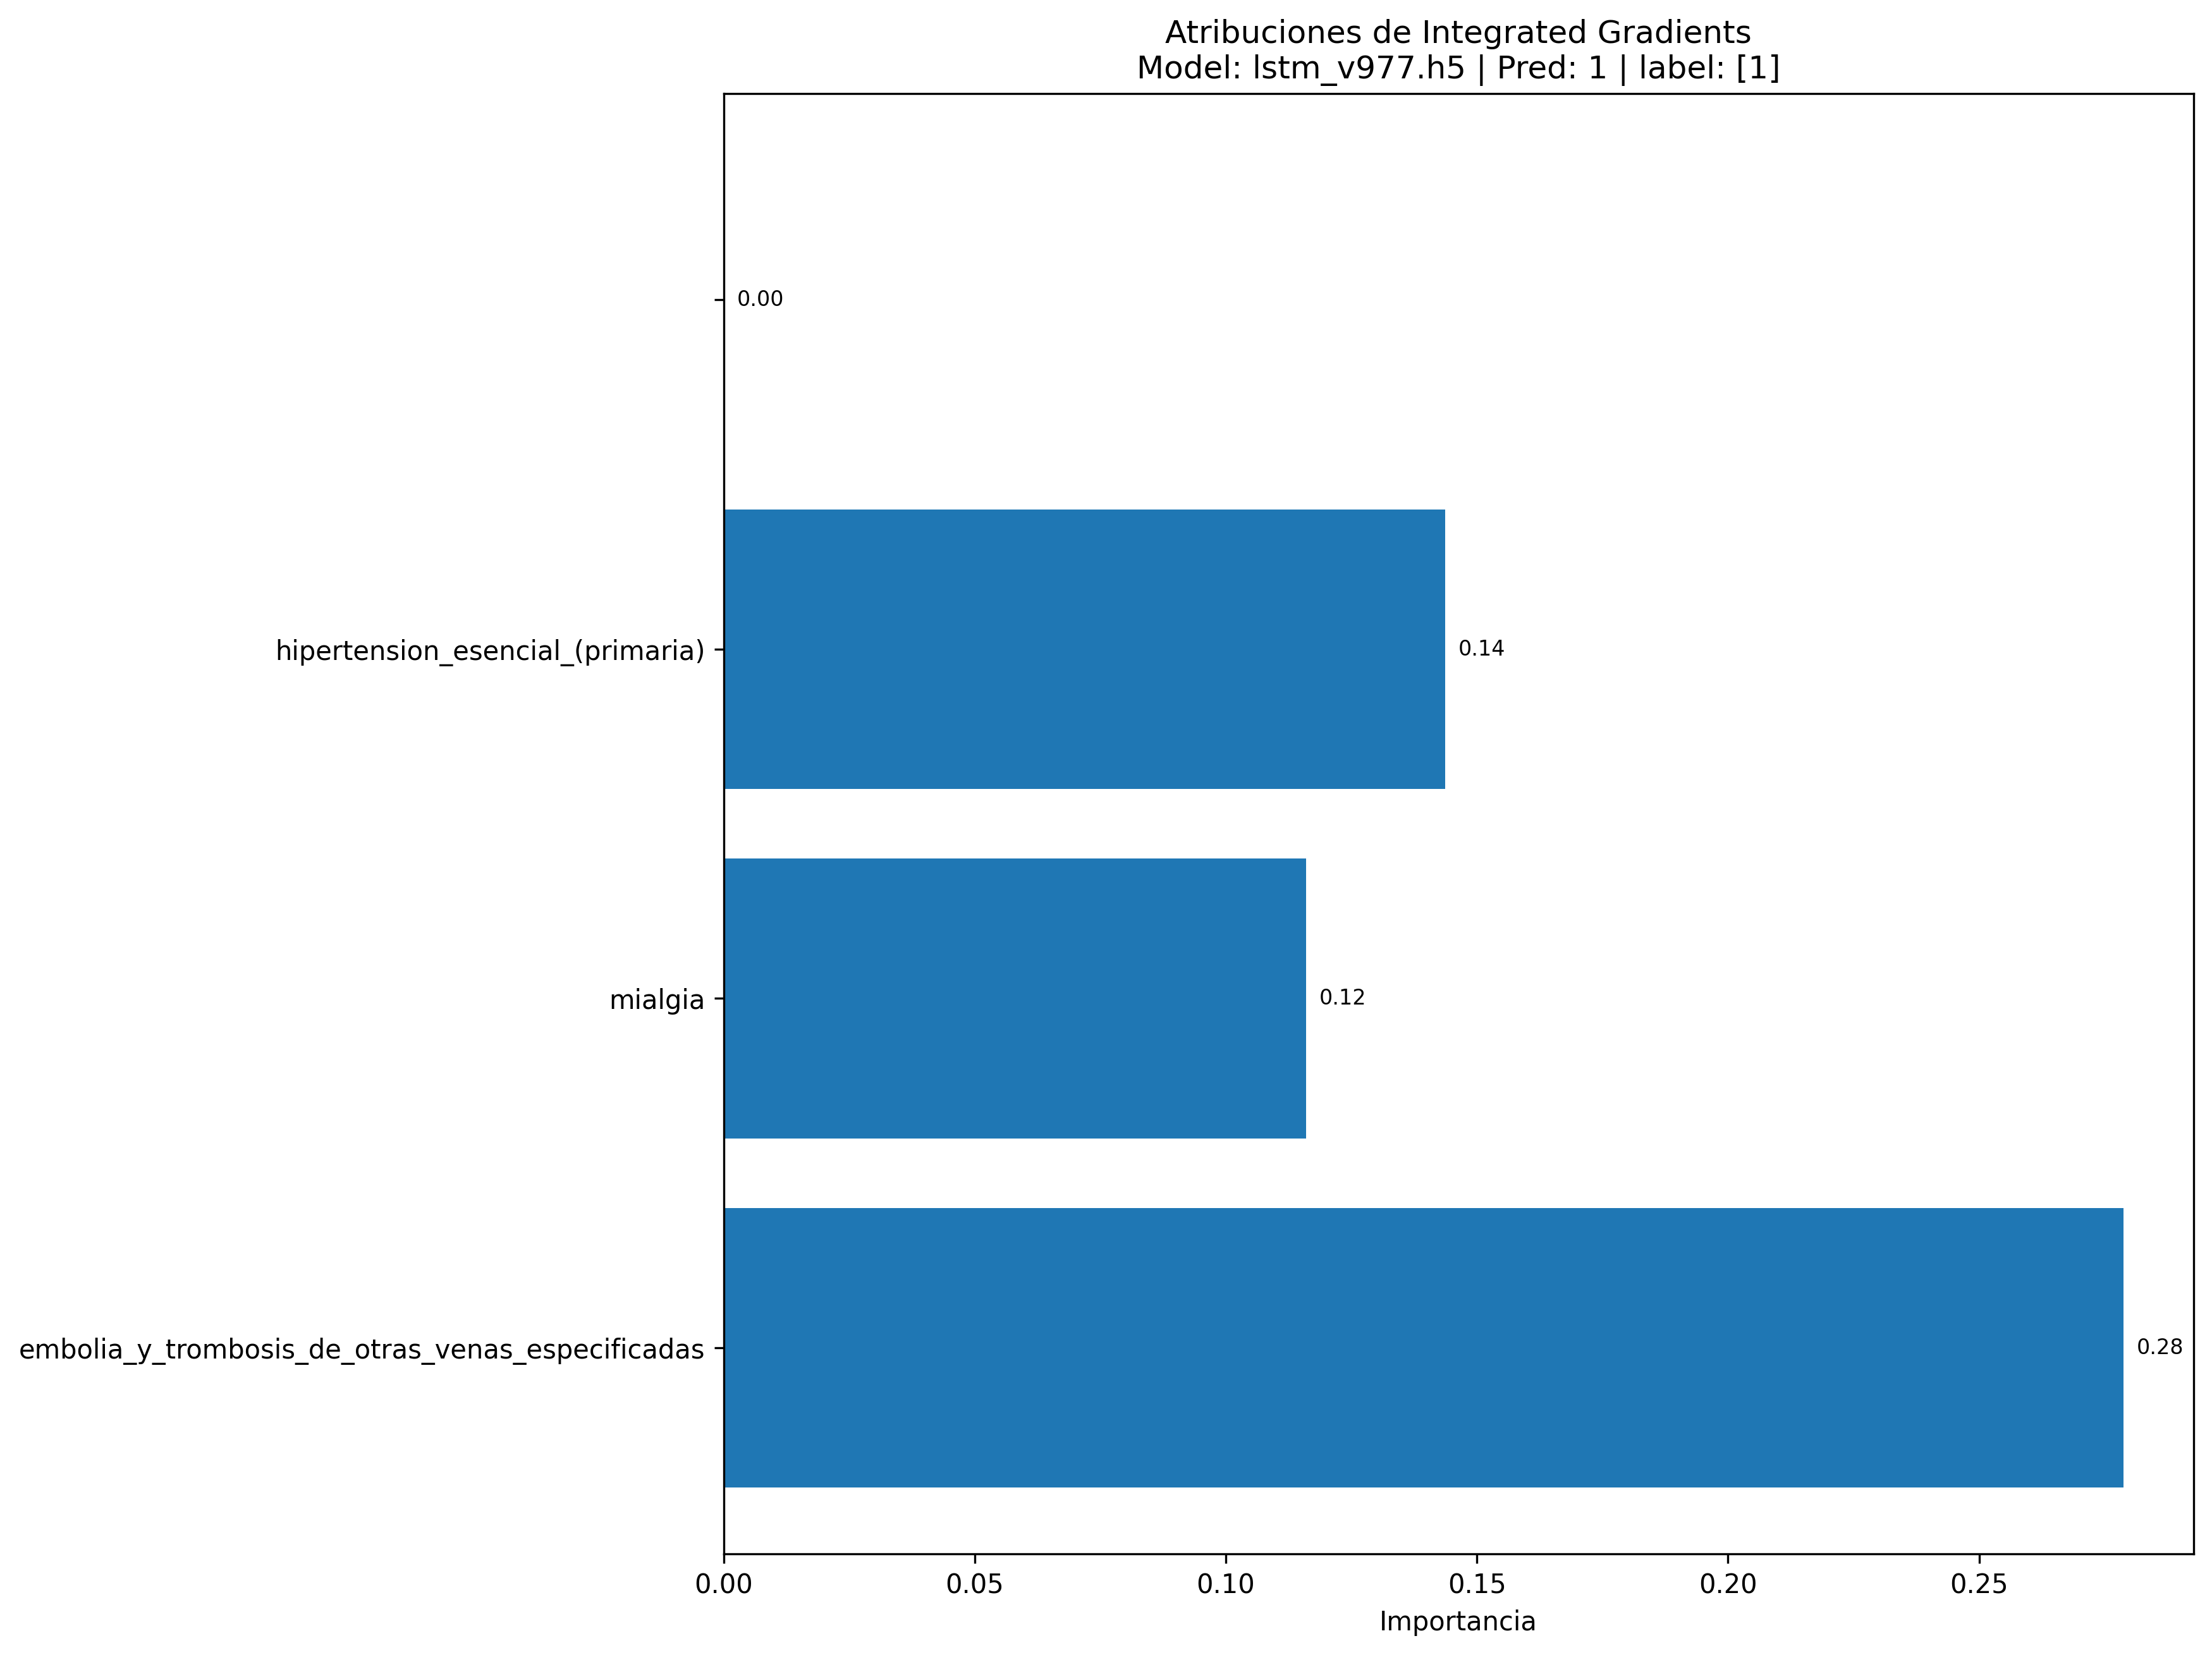 Atribuciones de Integrated Gradients
Model: lstm_v977.h5 | Pred: 1 | label: [1]
0.00
hipertension_esencial_(primaria)
0.14
mialgia
0.12
embolia_y_trombosis_de_otras_venas_especificadas
0.28
0.00 0.05 0.10 0.15 0.20 0.25
Importancia